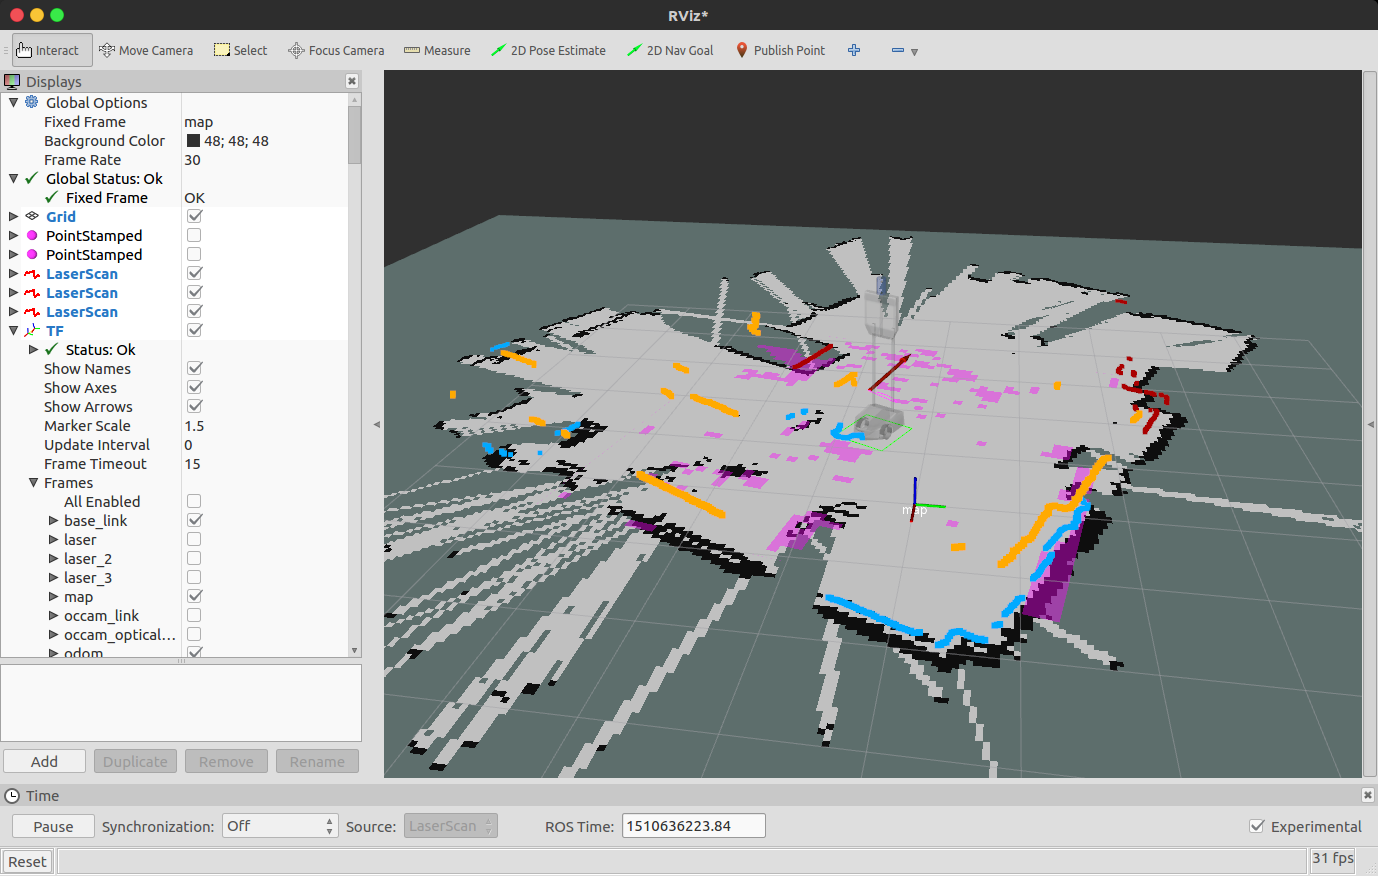 RViz*
Interact Move Camera Select Focus Camera Measure 2D Pose Estimate 2D Nav Goal Publish Point
Displays
Global Options
Fixed Frame map
Background Color 48; 48; 48
Frame Rate 30
Global Status: Ok
Fixed Frame OK
Grid
PointStamped
PointStamped
LaserScan
LaserScan
LaserScan
TF
Status: Ok
Show Names
Show Axes
Show Arrows
Marker Scale 1.5
Update Interval 0
Frame Timeout 15
Frames
All Enabled
base_link
laser
laser_2
laser_3
map
occam_link
occam_optical...
odom
map
Add Duplicate Remove Rename
Time
Pause Synchronization: Off Source: LaserScan ROS Time: 1510636223.84 Experimental
Reset 31 fps